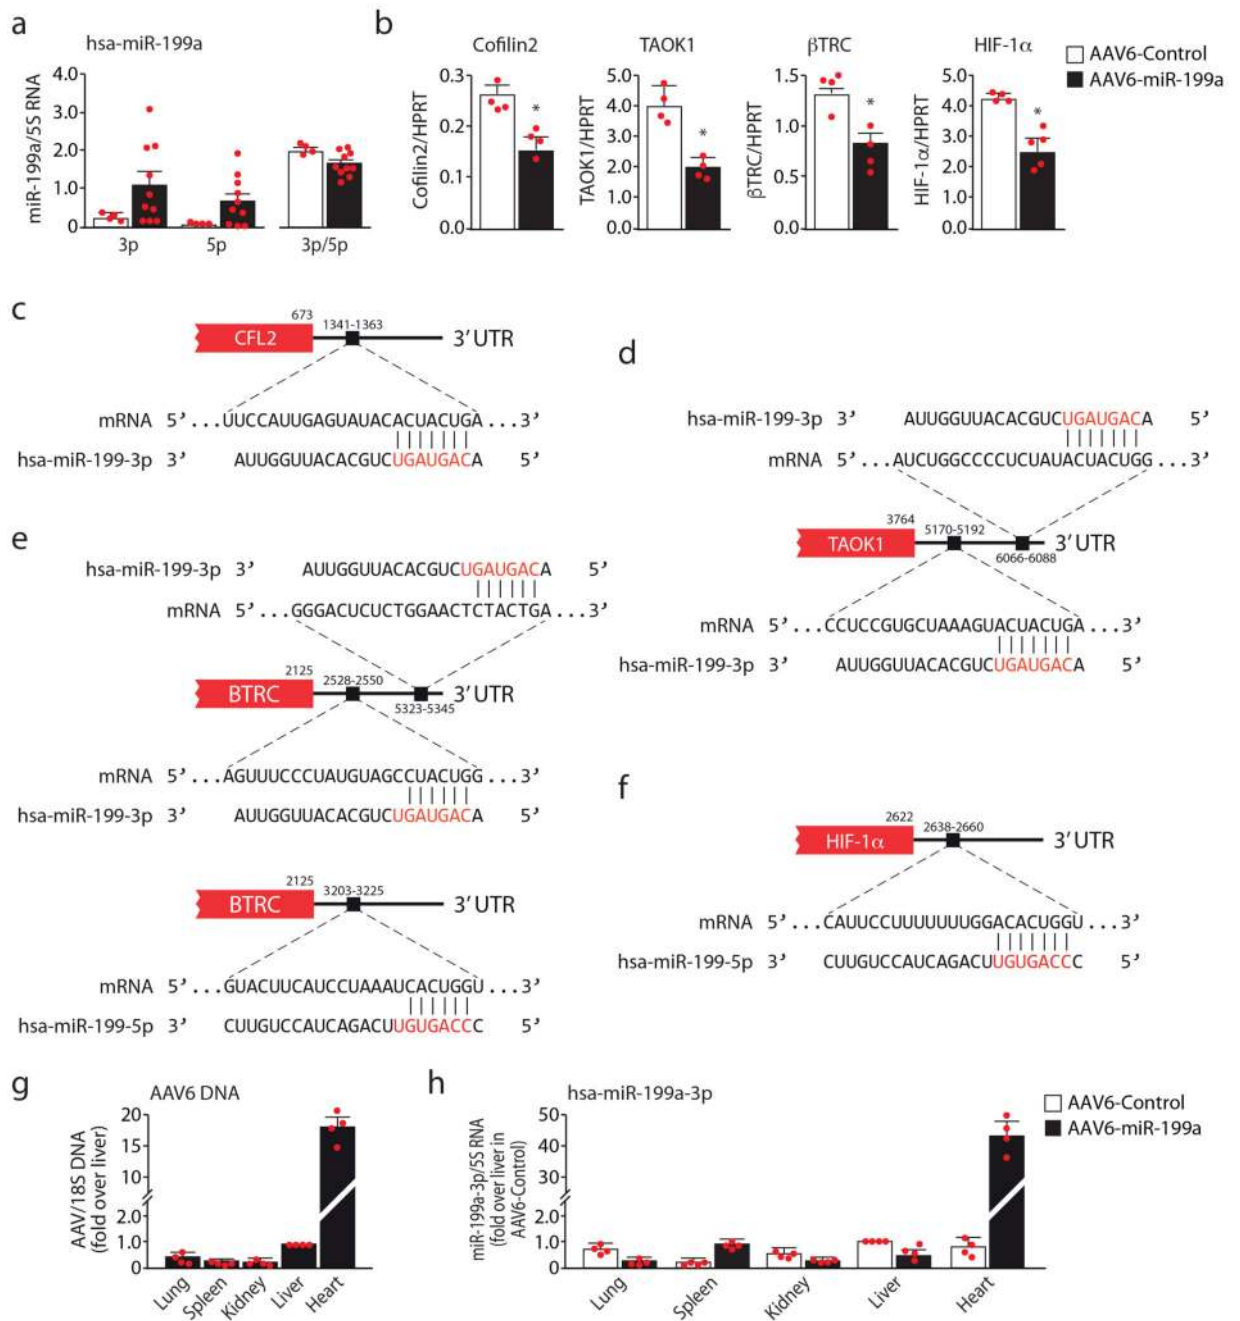 a
hsa-miR-199a
miR-199a/5S RNA
4.0
3.0
2.0
1.0
0
3p
5p
3p/5p
b
Cofilin2
Cofilin2/HPRT
0.3
0.2
0.1
0.0
*
TAOK1
TAOK1/HPRT
5.0
4.0
3.0
2.0
1.0
0.0
*
βTRC
βTRC/HPRT
1.5
1.0
0.5
0.0
*
HIF-1α
HIF-1α/HPRT
5.0
4.0
3.0
2.0
1.0
0.0
*
AAV6-Control
AAV6-miR-199a
c
673
1341-1363
CFL2
3’ UTR
mRNA 5’ ...UUCCAUUGAGUAUACACUACUGA...3’
hsa-miR-199-3p 3’ AUUGGUUACACGUCUGAUGACA 5’
d
hsa-miR-199-3p 3’ AUUGGUUACACGUCUGAUGACA 5’
mRNA 5’ ...AUCUGGCCCCUCUAUACUACUGG...3’
3764
5170-5192
TAOK1
3’ UTR
6066-6088
mRNA 5’...CCUCCGUGCUAAAGUACUACUGA...3’
hsa-miR-199-3p 3’ AUUGGUUACACGUCUGAUGACA 5’
e
hsa-miR-199-3p 3’ AUUGGUUACACGUCUGAUGACA 5’
mRNA 5’ ...GGGACUCUCTGGAACTCTACTGA...3’
2125
2528-2550
BTRC
3’ UTR
5323-5345
mRNA 5’ ...AGUUUCCCUAUGUAGCCUACUGG...3’
hsa-miR-199-3p 3’ AUUGGUUACACGUCUGAUGACA 5’
2125
3203-3225
BTRC
3’ UTR
mRNA 5’ ...GUACUUCAUCCUAAAUCACUGGU...3’
hsa-miR-199-5p 3’ CUUGUCCAUCAGACUUGUGACCC 5’
f
2622
2638-2660
HIF-1α
3’ UTR
mRNA 5’...CAUUCCUUUUUUUGGACACUGGU...3’
hsa-miR-199-5p 3’ CUUGUCCAUCAGACUUGUGACCC 5’
g
AAV6 DNA
AAV/18S DNA
(fold over liver)
20
15
10
2.0
1.0
0
Lung
Spleen
Kidney
Liver
Heart
h
hsa-miR-199a-3p
miR-199a-3p/5S RNA
(fold over liver in
AAV6-Control)
50
40
30
2.0
1.0
0
Lung
Spleen
Kidney
Liver
Heart
AAV6-Control
AAV6-miR-199a